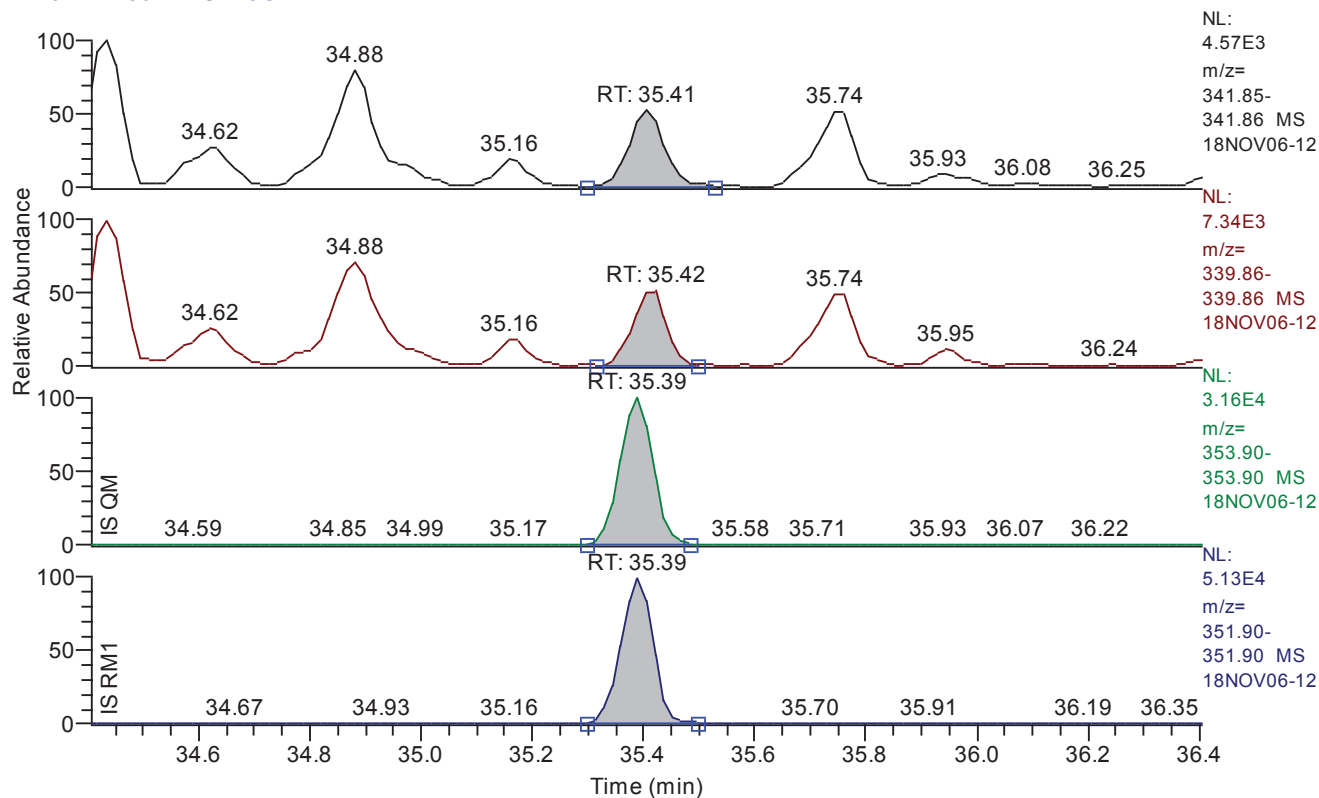 NL:
4.57E3
m/z=
341.85-
341.86 MS
18NOV06-12
100
50
0
34.62
34.88
35.16
RT: 35.41
35.74
35.93
36.08
36.25
NL:
7.34E3
m/z=
339.86-
339.86 MS
18NOV06-12
100
50
0
34.62
34.88
35.16
RT: 35.42
35.74
35.95
36.24
Relative Abundance
NL:
3.16E4
m/z=
353.90-
353.90 MS
18NOV06-12
100
50
0
IS QM
34.59
34.85
34.99
35.17
RT: 35.39
35.58
35.71
35.93
36.07
36.22
NL:
5.13E4
m/z=
351.90-
351.90 MS
18NOV06-12
100
50
0
IS RM1
34.67
34.93
35.16
RT: 35.39
35.70
35.91
36.19
36.35
34.6 34.8 35.0 35.2 35.4 35.6 35.8 36.0 36.2 36.4
Time (min)